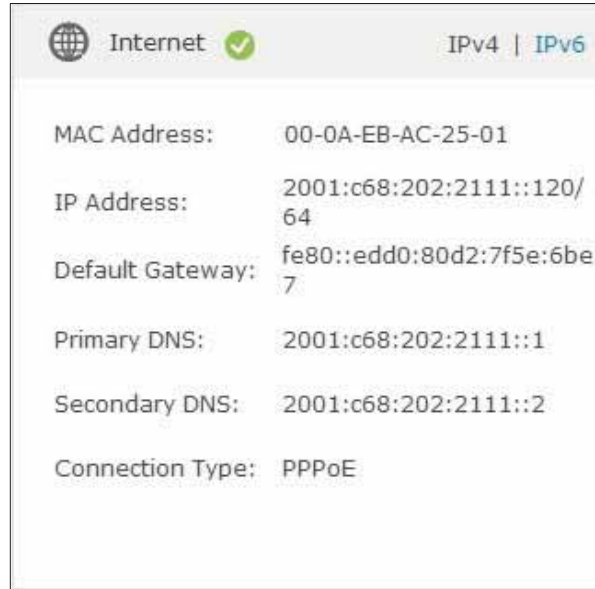 Internet IPv4 | IPv6
MAC Address: 00-0A-EB-AC-25-01
IP Address: 2001:c68:202:2111::120/
64
Default Gateway: fe80::edd0:80d2:7f5e:6be
7
Primary DNS: 2001:c68:202:2111::1
Secondary DNS: 2001:c68:202:2111::2
Connection Type: PPPoE